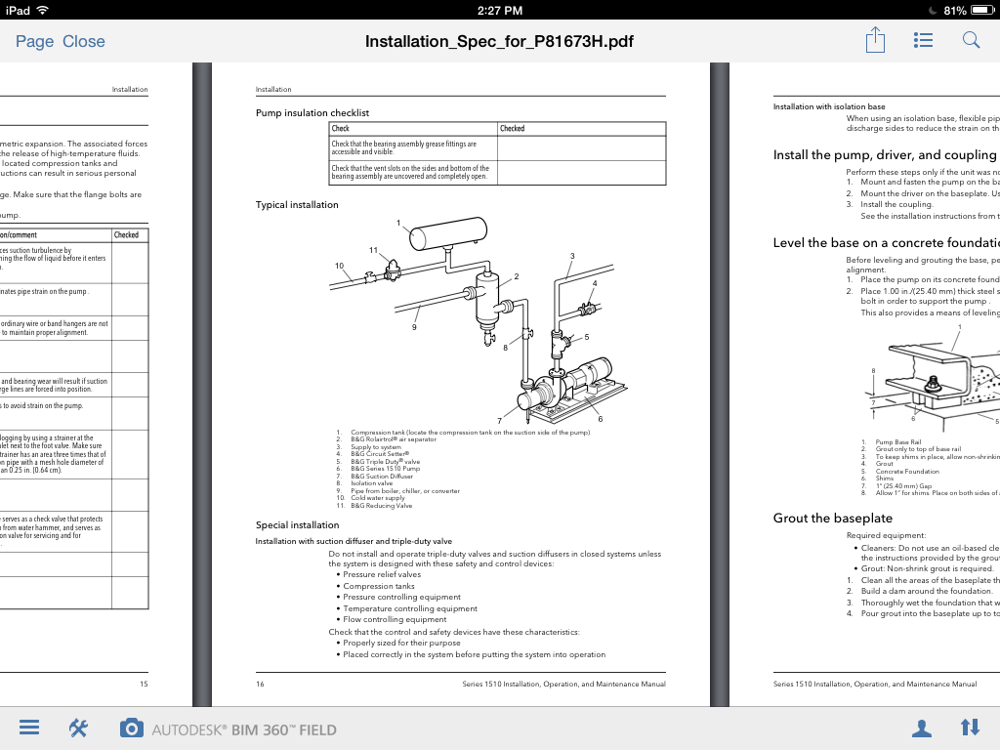 iPad
2:27 PM
81%
Page Close
Installation_Spec_for_P81673H.pdf
Installation
metric expansion. The associated forces
the release of high-temperature fluids.
located compression tanks and
uctions can result in serious personal
ge. Make sure that the flange bolts are
pump.
on/comment Checked
ces suction turbulence by
ning the flow of liquid before it enters
inates pipe strain on the pump .
ordinary wire or band hangers are not
to maintain proper alignment.
and bearing wear will result if suction
rge lines are forced into position.
s to avoid strain on the pump.
logging by using a strainer at the
let next to the foot valve. Make sure
trainer has an area three times that of
on pipe with a mesh hole diameter of
an 0.25 in. (0.64 cm).
e serves as a check valve that protects
from water hammer, and serves as
on valve for servicing and for
15
Installation
Pump insulation checklist
Check Checked
Check that the bearing assembly grease fittings are
accessible and visible.
Check that the vent slots on the sides and bottom of the
bearing assembly are uncovered and completely open.
Typical installation
1
11
10
2
3
4
9
8
5
7
6
1. Compression tank (locate the compression tank on the suction side of the pump)
2. B&G Rolairtrol® air separator
3. Supply to system
4. B&G Circuit Setter®
5. B&G Triple Duty® valve
6. B&G Series 1510 Pump
7. B&G Suction Diffuser
8. Isolation valve
9. Pipe from boiler, chiller, or converter
10. Cold water supply
11. B&G Reducing Valve
Special installation
Installation with suction diffuser and triple-duty valve
Do not install and operate triple-duty valves and suction diffusers in closed systems unless
the system is designed with these safety and control devices:
• Pressure relief valves
• Compression tanks
• Pressure controlling equipment
• Temperature controlling equipment
• Flow controlling equipment
Check that the control and safety devices have these characteristics:
• Properly sized for their purpose
• Placed correctly in the system before putting the system into operation
16 Series 1510 Installation, Operation, and Maintenance Manual
Installation with isolation base
When using an isolation base, flexible pip
discharge sides to reduce the strain on th
Install the pump, driver, and coupling
Perform these steps only if the unit was no
1. Mount and fasten the pump on the ba
2. Mount the driver on the baseplate. Us
3. Install the coupling.
See the installation instructions from t
Level the base on a concrete foundatio
Before leveling and grouting the base, pe
alignment.
1. Place the pump on its concrete found
2. Place 1.00 in./(25.40 mm) thick steel s
bolt in order to support the pump .
This also provides a means of leveling
1
8
7
6
5
1. Pump Base Rail
2. Grout only to top of base rail
3. To keep shims in place, allow non-shrinkin
4. Grout
5. Concrete Foundation
6. Shims
7. 1" (25.40 mm) Gap
8. Allow 1" for shims. Place on both sides of
Grout the baseplate
Required equipment:
• Cleaners: Do not use an oil-based cle
the instructions provided by the grou
• Grout: Non-shrink grout is required.
1. Clean all the areas of the baseplate th
2. Build a dam around the foundation.
3. Thoroughly wet the foundation that w
4. Pour grout into the baseplate up to to
Series 1510 Installation, Operation, and Maintenance Manual
AUTODESK® BIM 360™ FIELD